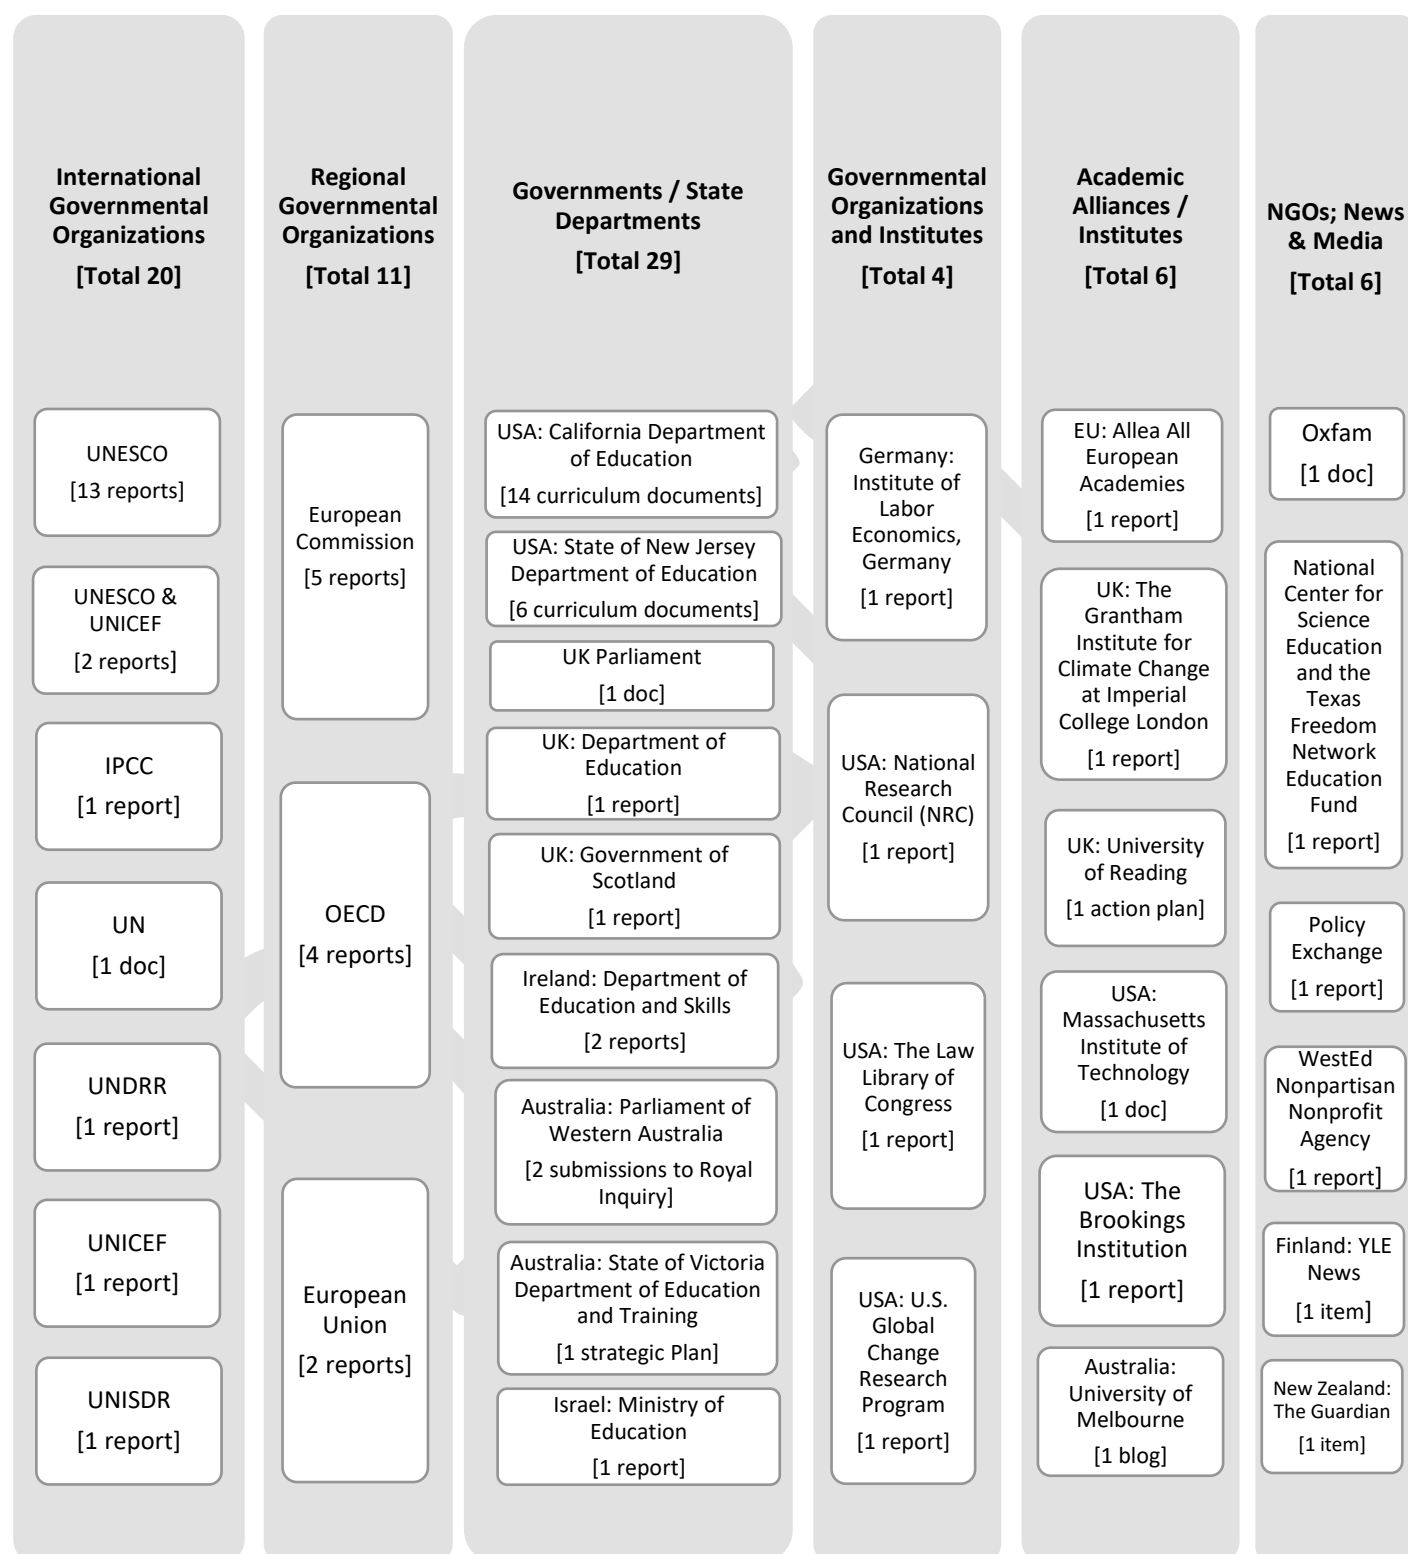 International
Governmental
Organizations
[Total 20]
UNESCO
[13 reports]
UNESCO &
UNICEF
[2 reports]
IPCC
[1 report]
UN
[1 doc]
UNDRR
[1 report]
UNICEF
[1 report]
UNISDR
[1 report]
Regional
Governmental
Organizations
[Total 11]
European
Commission
[5 reports]
OECD
[4 reports]
European
Union
[2 reports]
Governments / State
Departments
[Total 29]
USA: California Department
of Education
[14 curriculum documents]
USA: State of New Jersey
Department of Education
[6 curriculum documents]
UK Parliament
[1 doc]
UK: Department of
Education
[1 report]
UK: Government of
Scotland
[1 report]
Ireland: Department of
Education and Skills
[2 reports]
Australia: Parliament of
Western Australia
[2 submissions to Royal
Inquiry]
Australia: State of Victoria
Department of Education
and Training
[1 strategic Plan]
Israel: Ministry of
Education
[1 report]
Governmental
Organizations
and Institutes
[Total 4]
Germany:
Institute of
Labor
Economics,
Germany
[1 report]
USA: National
Research
Council (NRC)
[1 report]
USA: The Law
Library of
Congress
[1 report]
USA: U.S.
Global
Change
Research
Program
[1 report]
Academic
Alliances /
Institutes
[Total 6]
EU: Allea All
European
Academies
[1 report]
UK: The
Grantham
Institute for
Climate Change
at Imperial
College London
[1 report]
UK: University
of Reading
[1 action plan]
USA:
Massachusetts
Institute of
Technology
[1 doc]
USA: The
Brookings
Institution
[1 report]
Australia:
University of
Melbourne
[1 blog]
NGOs; News
& Media
[Total 6]
Oxfam
[1 doc]
National
Center for
Science
Education
and the
Texas
Freedom
Network
Education
Fund
[1 report]
Policy
Exchange
[1 report]
WestEd
Nonpartisan
Nonprofit
Agency
[1 report]
Finland: YLE
News
[1 item]
New Zealand:
The Guardian
[1 item]